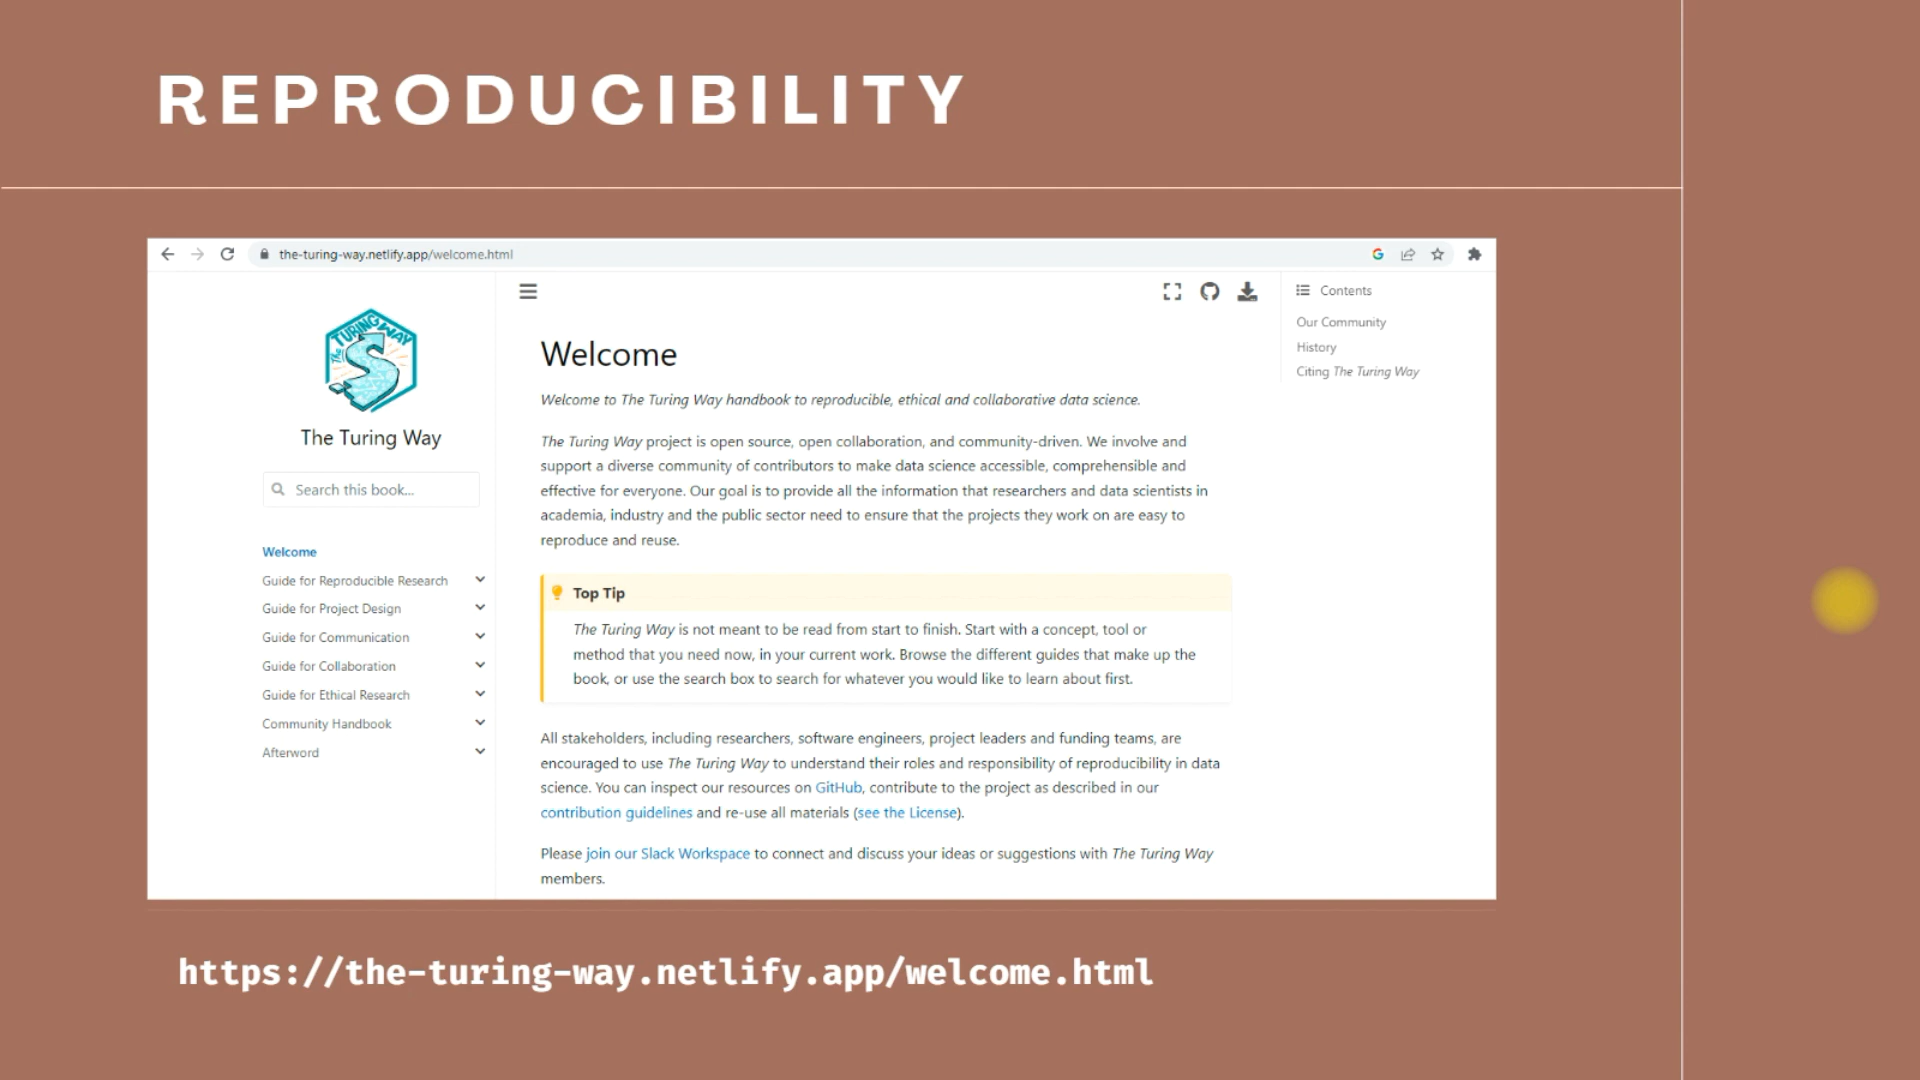 REPRODUCIBILITY
the-turing-way.netlify.app/welcome.html
The Turing Way
The Turing Way
Search this book...
Welcome
Guide for Reproducible Research
Guide for Project Design
Guide for Communication
Guide for Collaboration
Guide for Ethical Research
Community Handbook
Afterword
Welcome
Welcome to The Turing Way handbook to reproducible, ethical and collaborative data science.
The Turing Way project is open source, open collaboration, and community-driven. We involve and
support a diverse community of contributors to make data science accessible, comprehensible and
effective for everyone. Our goal is to provide all the information that researchers and data scientists in
academia, industry and the public sector need to ensure that the projects they work on are easy to
reproduce and reuse.
Top Tip
The Turing Way is not meant to be read from start to finish. Start with a concept, tool or
method that you need now, in your current work. Browse the different guides that make up the
book, or use the search box to search for whatever you would like to learn about first.
All stakeholders, including researchers, software engineers, project leaders and funding teams, are
encouraged to use The Turing Way to understand their roles and responsibility of reproducibility in data
science. You can inspect our resources on GitHub, contribute to the project as described in our
contribution guidelines and re-use all materials (see the License).
Please join our Slack Workspace to connect and discuss your ideas or suggestions with The Turing Way
members.
Contents
Our Community
History
Citing The Turing Way
https://the-turing-way.netlify.app/welcome.html